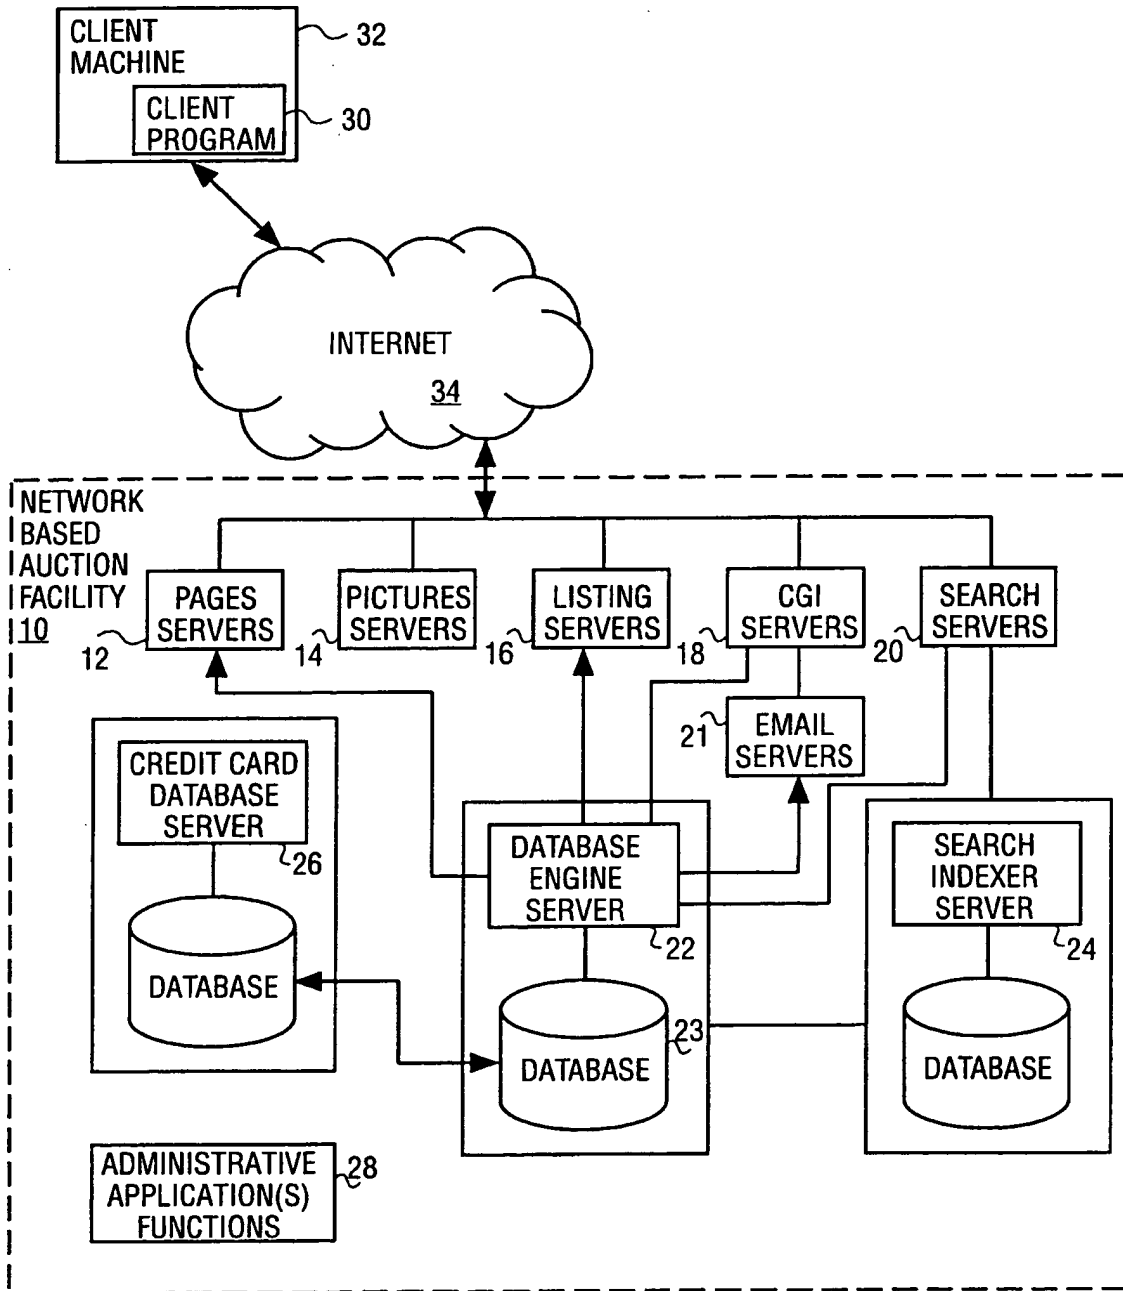 CLIENT
MACHINE
32
CLIENT
PROGRAM
30
INTERNET
34
NETWORK
BASED
AUCTION
FACILITY
10
PAGES
SERVERS
12
PICTURES
SERVERS
14
LISTING
SERVERS
16
CGI
SERVERS
18
SEARCH
SERVERS
20
EMAIL
SERVERS
21
CREDIT CARD
DATABASE
SERVER
26
DATABASE
DATABASE
ENGINE
SERVER
22
DATABASE
23
SEARCH
INDEXER
SERVER
24
DATABASE
ADMINISTRATIVE
APPLICATION(S)
FUNCTIONS
28